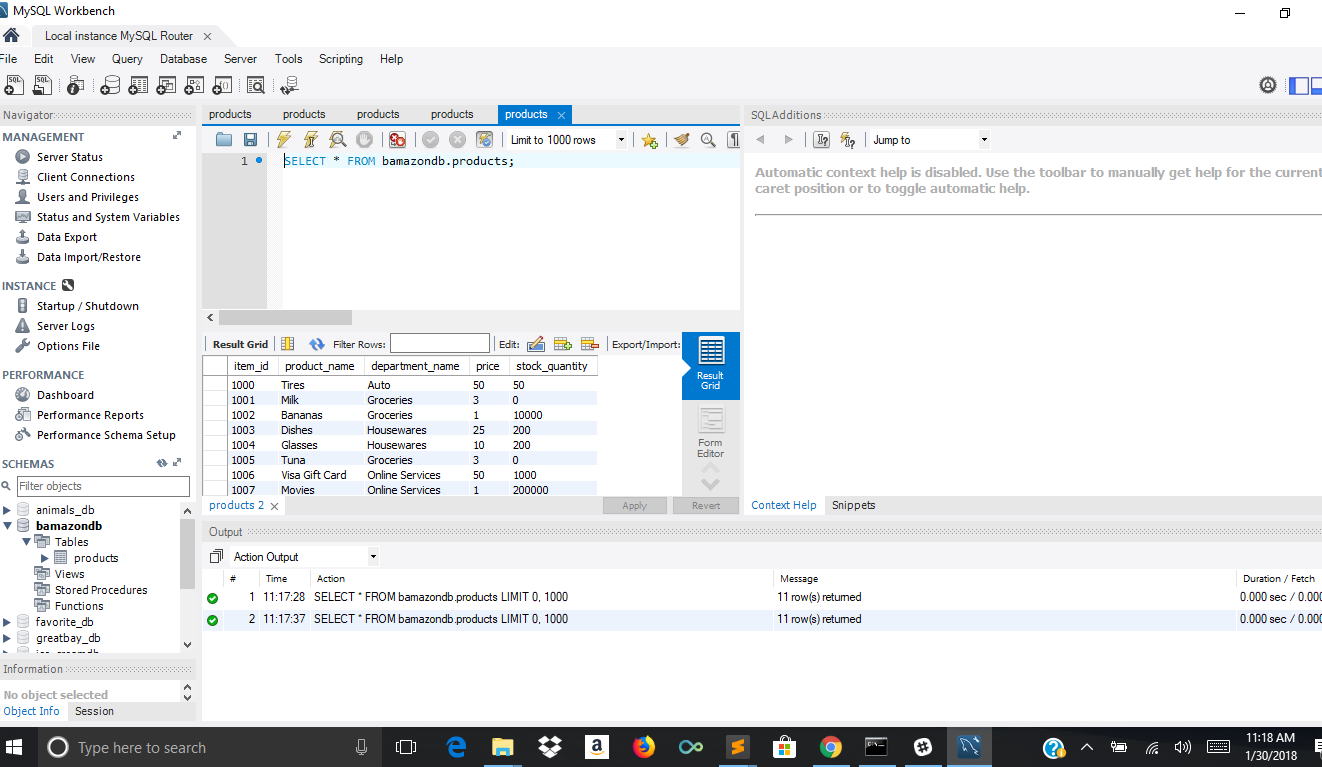 MySQL Workbench
Local instance MySQL Router
File Edit View Query Database Server Tools Scripting Help
Navigator
MANAGEMENT
Server Status
Client Connections
Users and Privileges
Status and System Variables
Data Export
Data Import/Restore
INSTANCE
Startup / Shutdown
Server Logs
Options File
PERFORMANCE
Dashboard
Performance Reports
Performance Schema Setup
SCHEMAS
Filter objects
animals_db
bamazondb
Tables
products
Views
Stored Procedures
Functions
favorite_db
greatbay_db
Information
No object selected
Object Info Session
products products products products products
Limit to 1000 rows
1 SELECT * FROM bamazondb.products;
Result Grid Filter Rows: Edit: Export/Import:
item_id product_name department_name price stock_quantity
1000 Tires Auto 50 50
1001 Milk Groceries 3 0
1002 Bananas Groceries 1 10000
1003 Dishes Housewares 25 200
1004 Glasses Housewares 10 200
1005 Tuna Groceries 3 0
1006 Visa Gift Card Online Services 50 1000
1007 Movies Online Services 1 200000
Result
Grid
Form
Editor
products 2 Apply Revert
SQL Additions
Jump to
Automatic context help is disabled. Use the toolbar to manually get help for the current
caret position or to toggle automatic help.
Context Help Snippets
Output
Action Output
# Time Action Message Duration / Fetch
1 11:17:28 SELECT * FROM bamazondb.products LIMIT 0, 1000 11 row(s) returned 0.000 sec / 0.000
2 11:17:37 SELECT * FROM bamazondb.products LIMIT 0, 1000 11 row(s) returned 0.000 sec / 0.000
Type here to search
11:18 AM
1/30/2018